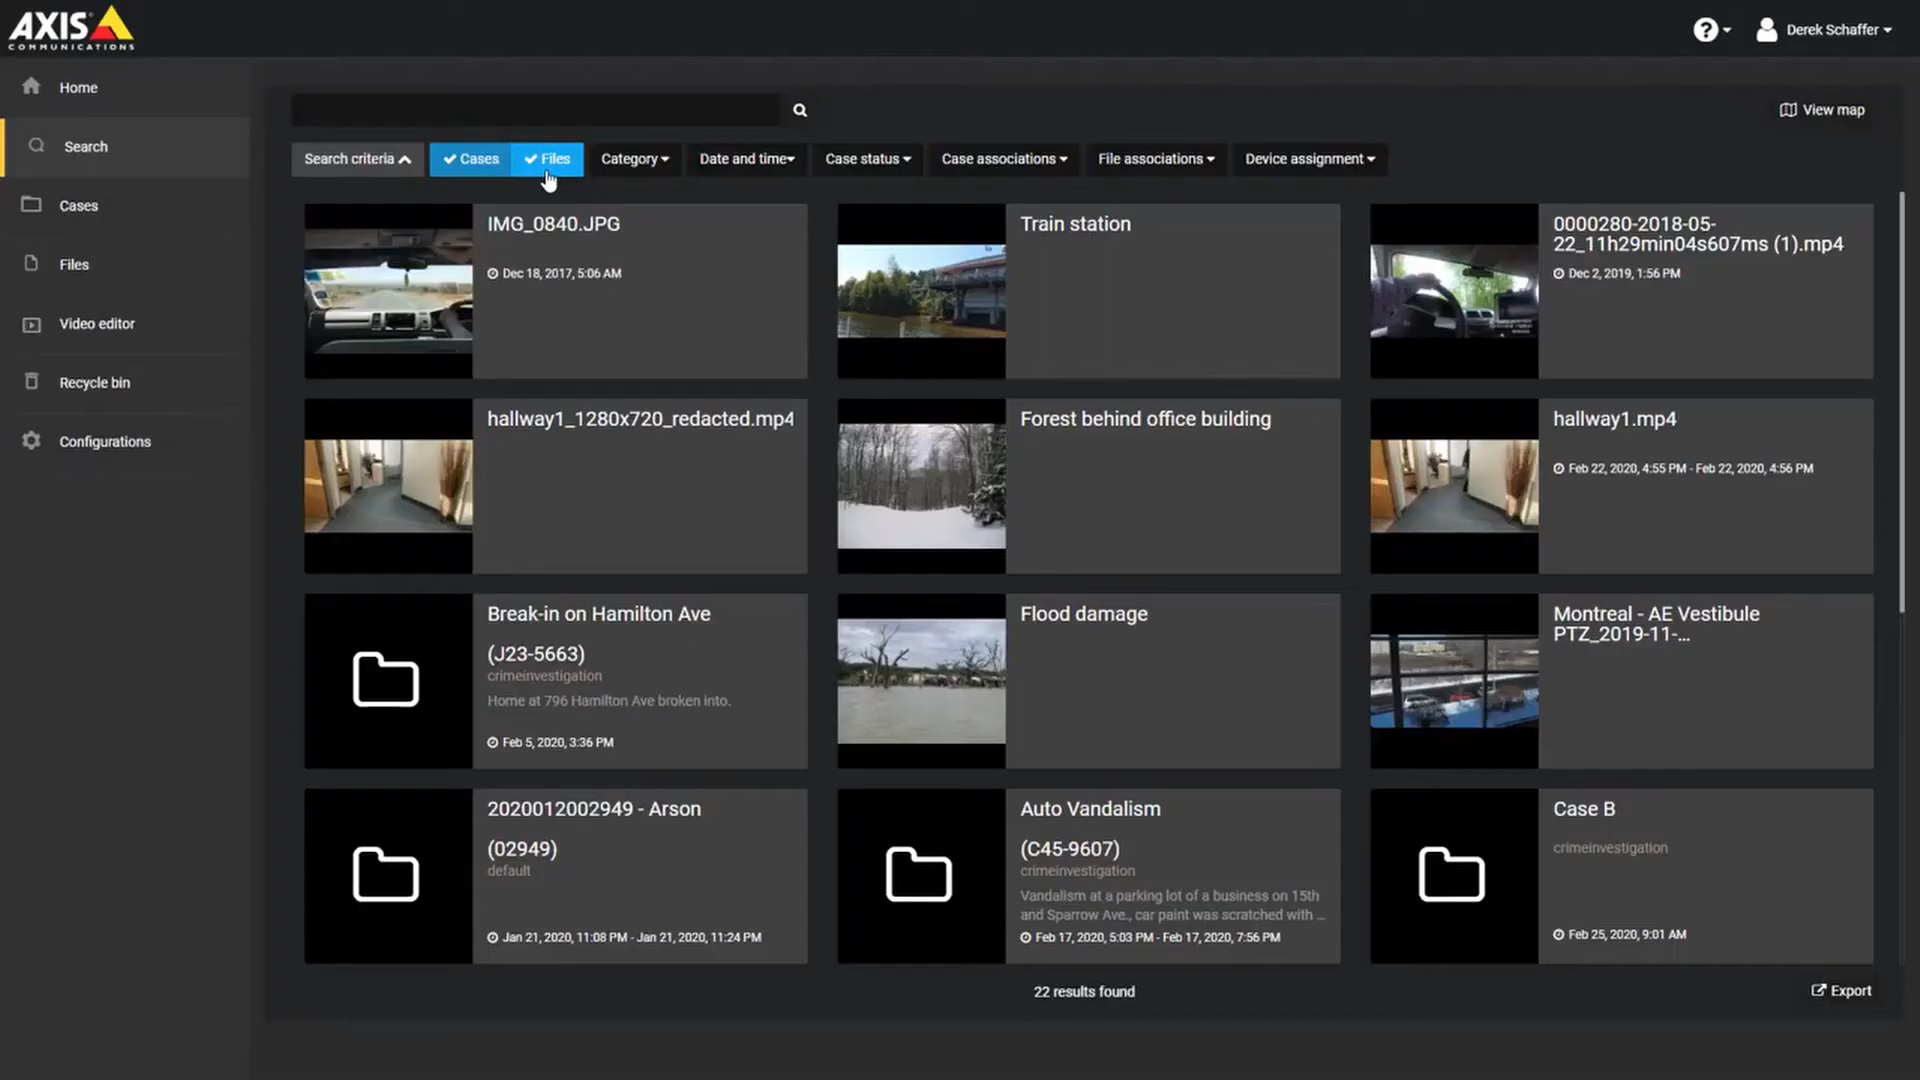 AXIS
COMMUNICATIONS
Derek Schaffer
Home
Search
Cases
Files
Video editor
Recycle bin
Configurations
View map
Search criteria
Cases
Files
Category
Date and time
Case status
Case associations
File associations
Device assignment
IMG_0840.JPG
Dec 18, 2017, 5:06 AM
Train station
0000280-2018-05-
22_11h29min04s607ms (1).mp4
Dec 2, 2019, 1:56 PM
hallway1_1280x720_redacted.mp4
Forest behind office building
hallway1.mp4
Feb 22, 2020, 4:55 PM - Feb 22, 2020, 4:56 PM
Break-in on Hamilton Ave
(J23-5663)
crimeinvestigation
Home at 796 Hamilton Ave broken into.
Feb 5, 2020, 3:36 PM
Flood damage
Montreal - AE Vestibule
PTZ_2019-11-...
2020012002949 - Arson
(02949)
default
Jan 21, 2020, 11:08 PM - Jan 21, 2020, 11:24 PM
Auto Vandalism
(C45-9607)
crimeinvestigation
Vandalism at a parking lot of a business on 15th
and Sparrow Ave., car paint was scratched with ...
Feb 17, 2020, 5:03 PM - Feb 17, 2020, 7:56 PM
Case B
crimeinvestigation
Feb 25, 2020, 9:01 AM
22 results found
Export